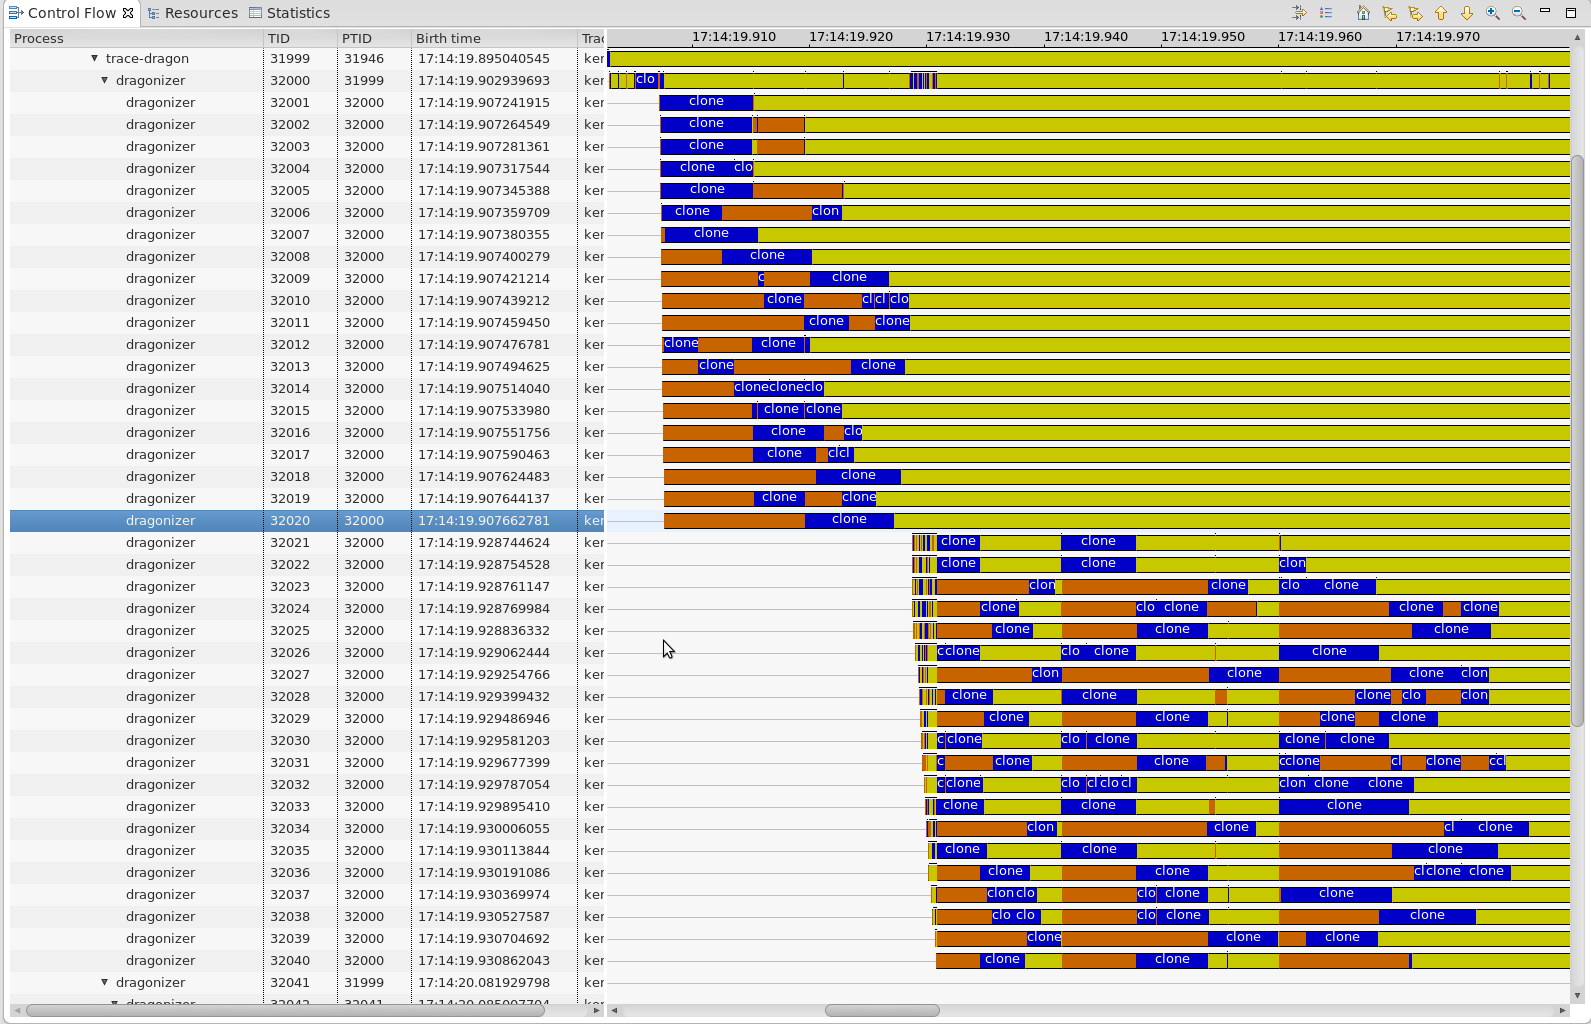 Control Flow Resources Statistics
Process TID PTID Birth time Trac 17:14:19.910 17:14:19.920 17:14:19.930 17:14:19.940 17:14:19.950 17:14:19.960 17:14:19.970
trace-dragon 31999 31946 17:14:19.895040545 ker
dragonizer 32000 31999 17:14:19.902939693 ker clo
dragonizer 32001 32000 17:14:19.907241915 ker clone
dragonizer 32002 32000 17:14:19.907264549 ker clone
dragonizer 32003 32000 17:14:19.907281361 ker clone
dragonizer 32004 32000 17:14:19.907317544 ker clone clo
dragonizer 32005 32000 17:14:19.907345388 ker clone
dragonizer 32006 32000 17:14:19.907359709 ker clone clon
dragonizer 32007 32000 17:14:19.907380355 ker clone
dragonizer 32008 32000 17:14:19.907400279 ker clone
dragonizer 32009 32000 17:14:19.907421214 ker c clone
dragonizer 32010 32000 17:14:19.907439212 ker clone cl cl clo
dragonizer 32011 32000 17:14:19.907459450 ker clone clone
dragonizer 32012 32000 17:14:19.907476781 ker clone clone
dragonizer 32013 32000 17:14:19.907494625 ker clone clone
dragonizer 32014 32000 17:14:19.907514040 ker clone clone clo
dragonizer 32015 32000 17:14:19.907533980 ker clone clone
dragonizer 32016 32000 17:14:19.907551756 ker clone clo
dragonizer 32017 32000 17:14:19.907590463 ker clone cl cl
dragonizer 32018 32000 17:14:19.907624483 ker clone
dragonizer 32019 32000 17:14:19.907644137 ker clone clone
dragonizer 32020 32000 17:14:19.907662781 ker clone
dragonizer 32021 32000 17:14:19.928744624 ker clone clone
dragonizer 32022 32000 17:14:19.928754528 ker clone clone clon
dragonizer 32023 32000 17:14:19.928761147 ker clon clone clo clone
dragonizer 32024 32000 17:14:19.928769984 ker clone clo clone clone clone
dragonizer 32025 32000 17:14:19.928836332 ker clone clone clone
dragonizer 32026 32000 17:14:19.929062444 ker c clone clo clone clone
dragonizer 32027 32000 17:14:19.929254766 ker clon clone clone clon
dragonizer 32028 32000 17:14:19.929399432 ker clone clone clone clo clon
dragonizer 32029 32000 17:14:19.929486946 ker clone clone clone clone
dragonizer 32030 32000 17:14:19.929581203 ker c clone clo clone clone clone
dragonizer 32031 32000 17:14:19.929677399 ker c clone clone c clone cl clone c cl
dragonizer 32032 32000 17:14:19.929787054 ker c clone clo cl clo cl clon clone clone
dragonizer 32033 32000 17:14:19.929895410 ker clone clone clone
dragonizer 32034 32000 17:14:19.930006055 ker clon clone cl clone
dragonizer 32035 32000 17:14:19.930113844 ker clone clone clone
dragonizer 32036 32000 17:14:19.930191086 ker clone clone cl clone clone
dragonizer 32037 32000 17:14:19.930369974 ker clon clo clo clone clone
dragonizer 32038 32000 17:14:19.930527587 ker clo clo clo clone clone
dragonizer 32039 32000 17:14:19.930704692 ker clone clone clone
dragonizer 32040 32000 17:14:19.930862043 ker clone clone
dragonizer 32041 31999 17:14:20.081929798 ker